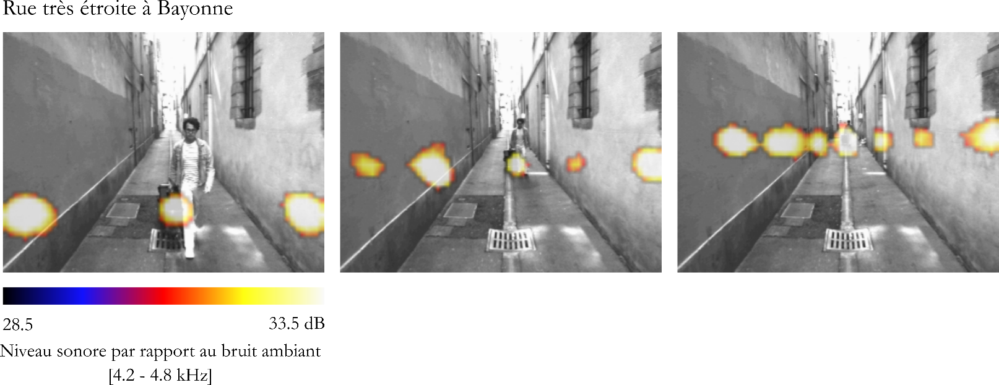 Rue très étroite à Bayonne
28.5
33.5 dB
Niveau sonore par rapport au bruit ambiant
[4.2 - 4.8 kHz]